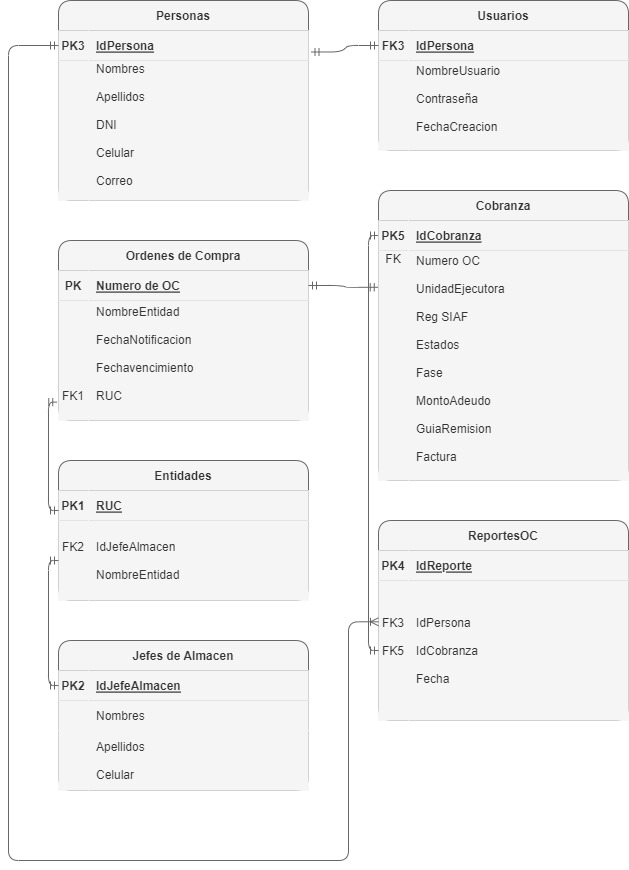 Personas
PK3 IdPersona
Nombres
Apellidos
DNI
Celular
Correo
Usuarios
FK3 IdPersona
NombreUsuario
Contraseña
FechaCreacion
Cobranza
PK5 IdCobranza
FK Numero OC
UnidadEjecutora
Reg SIAF
Estados
Fase
MontoAdeudo
GuiaRemision
Factura
Ordenes de Compra
PK Numero de OC
NombreEntidad
FechaNotificacion
Fechavencimiento
FK1 RUC
Entidades
PK1 RUC
FK2 IdJefeAlmacen
NombreEntidad
ReportesOC
PK4 IdReporte
FK3 IdPersona
FK5 IdCobranza
Fecha
Jefes de Almacen
PK2 IdJefeAlmacen
Nombres
Apellidos
Celular